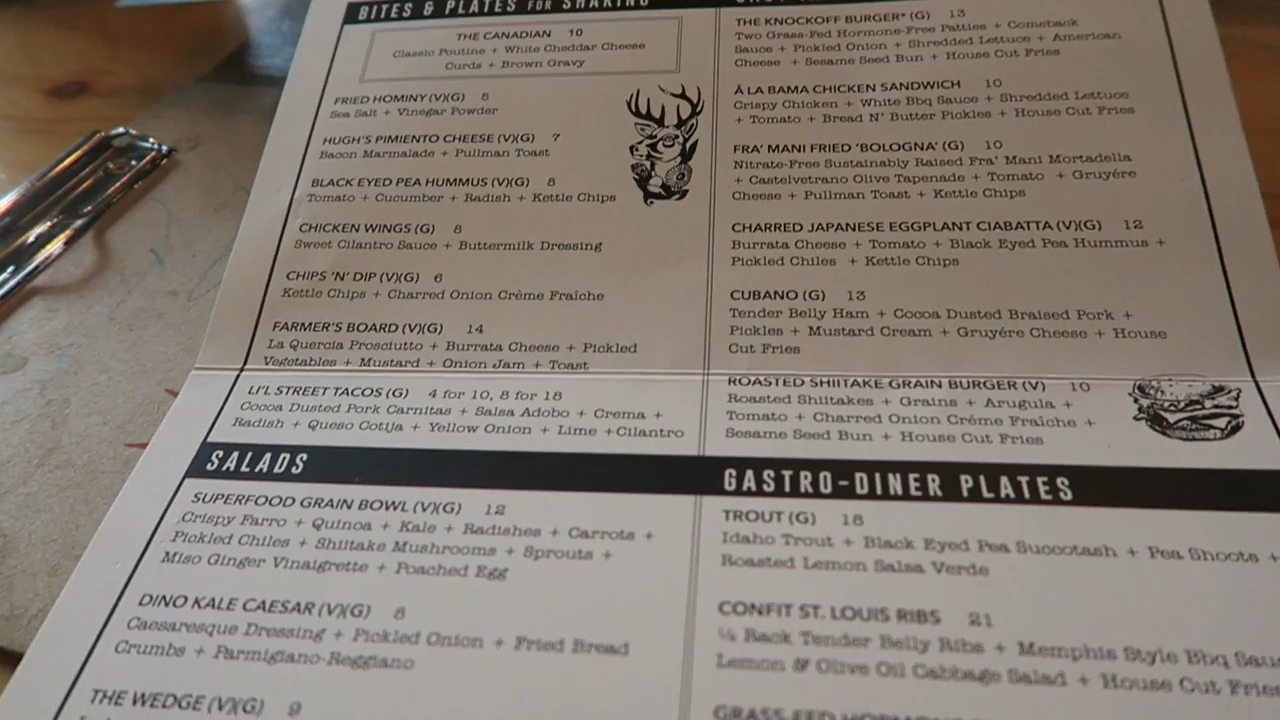 BITES & PLATES FOR SHARING
THE CANADIAN 10
Classic Poutine + White Cheddar Cheese
Curds + Brown Gravy
FRIED HOMINY (V)(G) 5
Sea Salt + Vinegar Powder
HUGH'S PIMIENTO CHEESE (V)(G) 7
Bacon Marmalade + Pullman Toast
BLACK EYED PEA HUMMUS (V)(G) 8
Tomato + Cucumber + Radish + Kettle Chips
CHICKEN WINGS (G) 8
Sweet Cilantro Sauce + Buttermilk Dressing
CHIPS 'N' DIP (V)(G) 6
Kettle Chips + Charred Onion Crème Fraîche
FARMER'S BOARD (V)(G) 14
La Quercia Prosciutto + Burrata Cheese + Pickled
Vegetables + Mustard + Onion Jam + Toast
LI'L STREET TACOS (G) 4 for 10, 8 for 18
Cocoa Dusted Pork Carnitas + Salsa Adobo + Crema +
Radish + Queso Cotija + Yellow Onion + Lime +Cilantro
SALADS
SUPERFOOD GRAIN BOWL (V)(G) 12
Crispy Farro + Quinoa + Kale + Radishes + Carrots +
Pickled Chiles + Shiitake Mushrooms + Sprouts +
Miso Ginger Vinaigrette + Poached Egg
DINO KALE CAESAR (V)(G) 8
Caesaresque Dressing + Pickled Onion + Fried Bread
Crumbs + Parmigiano-Reggiano
THE WEDGE (V)(G) 9
THE KNOCKOFF BURGER* (G) 13
Two Grass-Fed Hormone-Free Patties + Comeback
Sauce + Pickled Onion + Shredded Lettuce + American
Cheese + Sesame Seed Bun + House Cut Fries
À LA BAMA CHICKEN SANDWICH 10
Crispy Chicken + White Bbq Sauce + Shredded Lettuce
+ Tomato + Bread N' Butter Pickles + House Cut Fries
FRA' MANI FRIED 'BOLOGNA' (G) 10
Nitrate-Free Sustainably Raised Fra' Mani Mortadella
+ Castelvetrano Olive Tapenade + Tomato + Gruyére
Cheese + Pullman Toast + Kettle Chips
CHARRED JAPANESE EGGPLANT CIABATTA (V)(G) 12
Burrata Cheese + Tomato + Black Eyed Pea Hummus +
Pickled Chiles + Kettle Chips
CUBANO (G) 13
Tender Belly Ham + Cocoa Dusted Braised Pork +
Pickles + Mustard Cream + Gruyére Cheese + House
Cut Fries
ROASTED SHIITAKE GRAIN BURGER (V) 10
Roasted Shiitakes + Grains + Arugula +
Tomato + Charred Onion Créme Fraîche +
Sesame Seed Bun + House Cut Fries
GASTRO-DINER PLATES
TROUT (G) 18
Idaho Trout + Black Eyed Pea Succotash + Pea Shoots +
Roasted Lemon Salsa Verde
CONFIT ST. LOUIS RIBS 21
Rack Tender Belly Ribs + Memphis Style Bbq
Lemon & Olive Oil Cabbage Salad + House Cut Fries
GRASS-FED